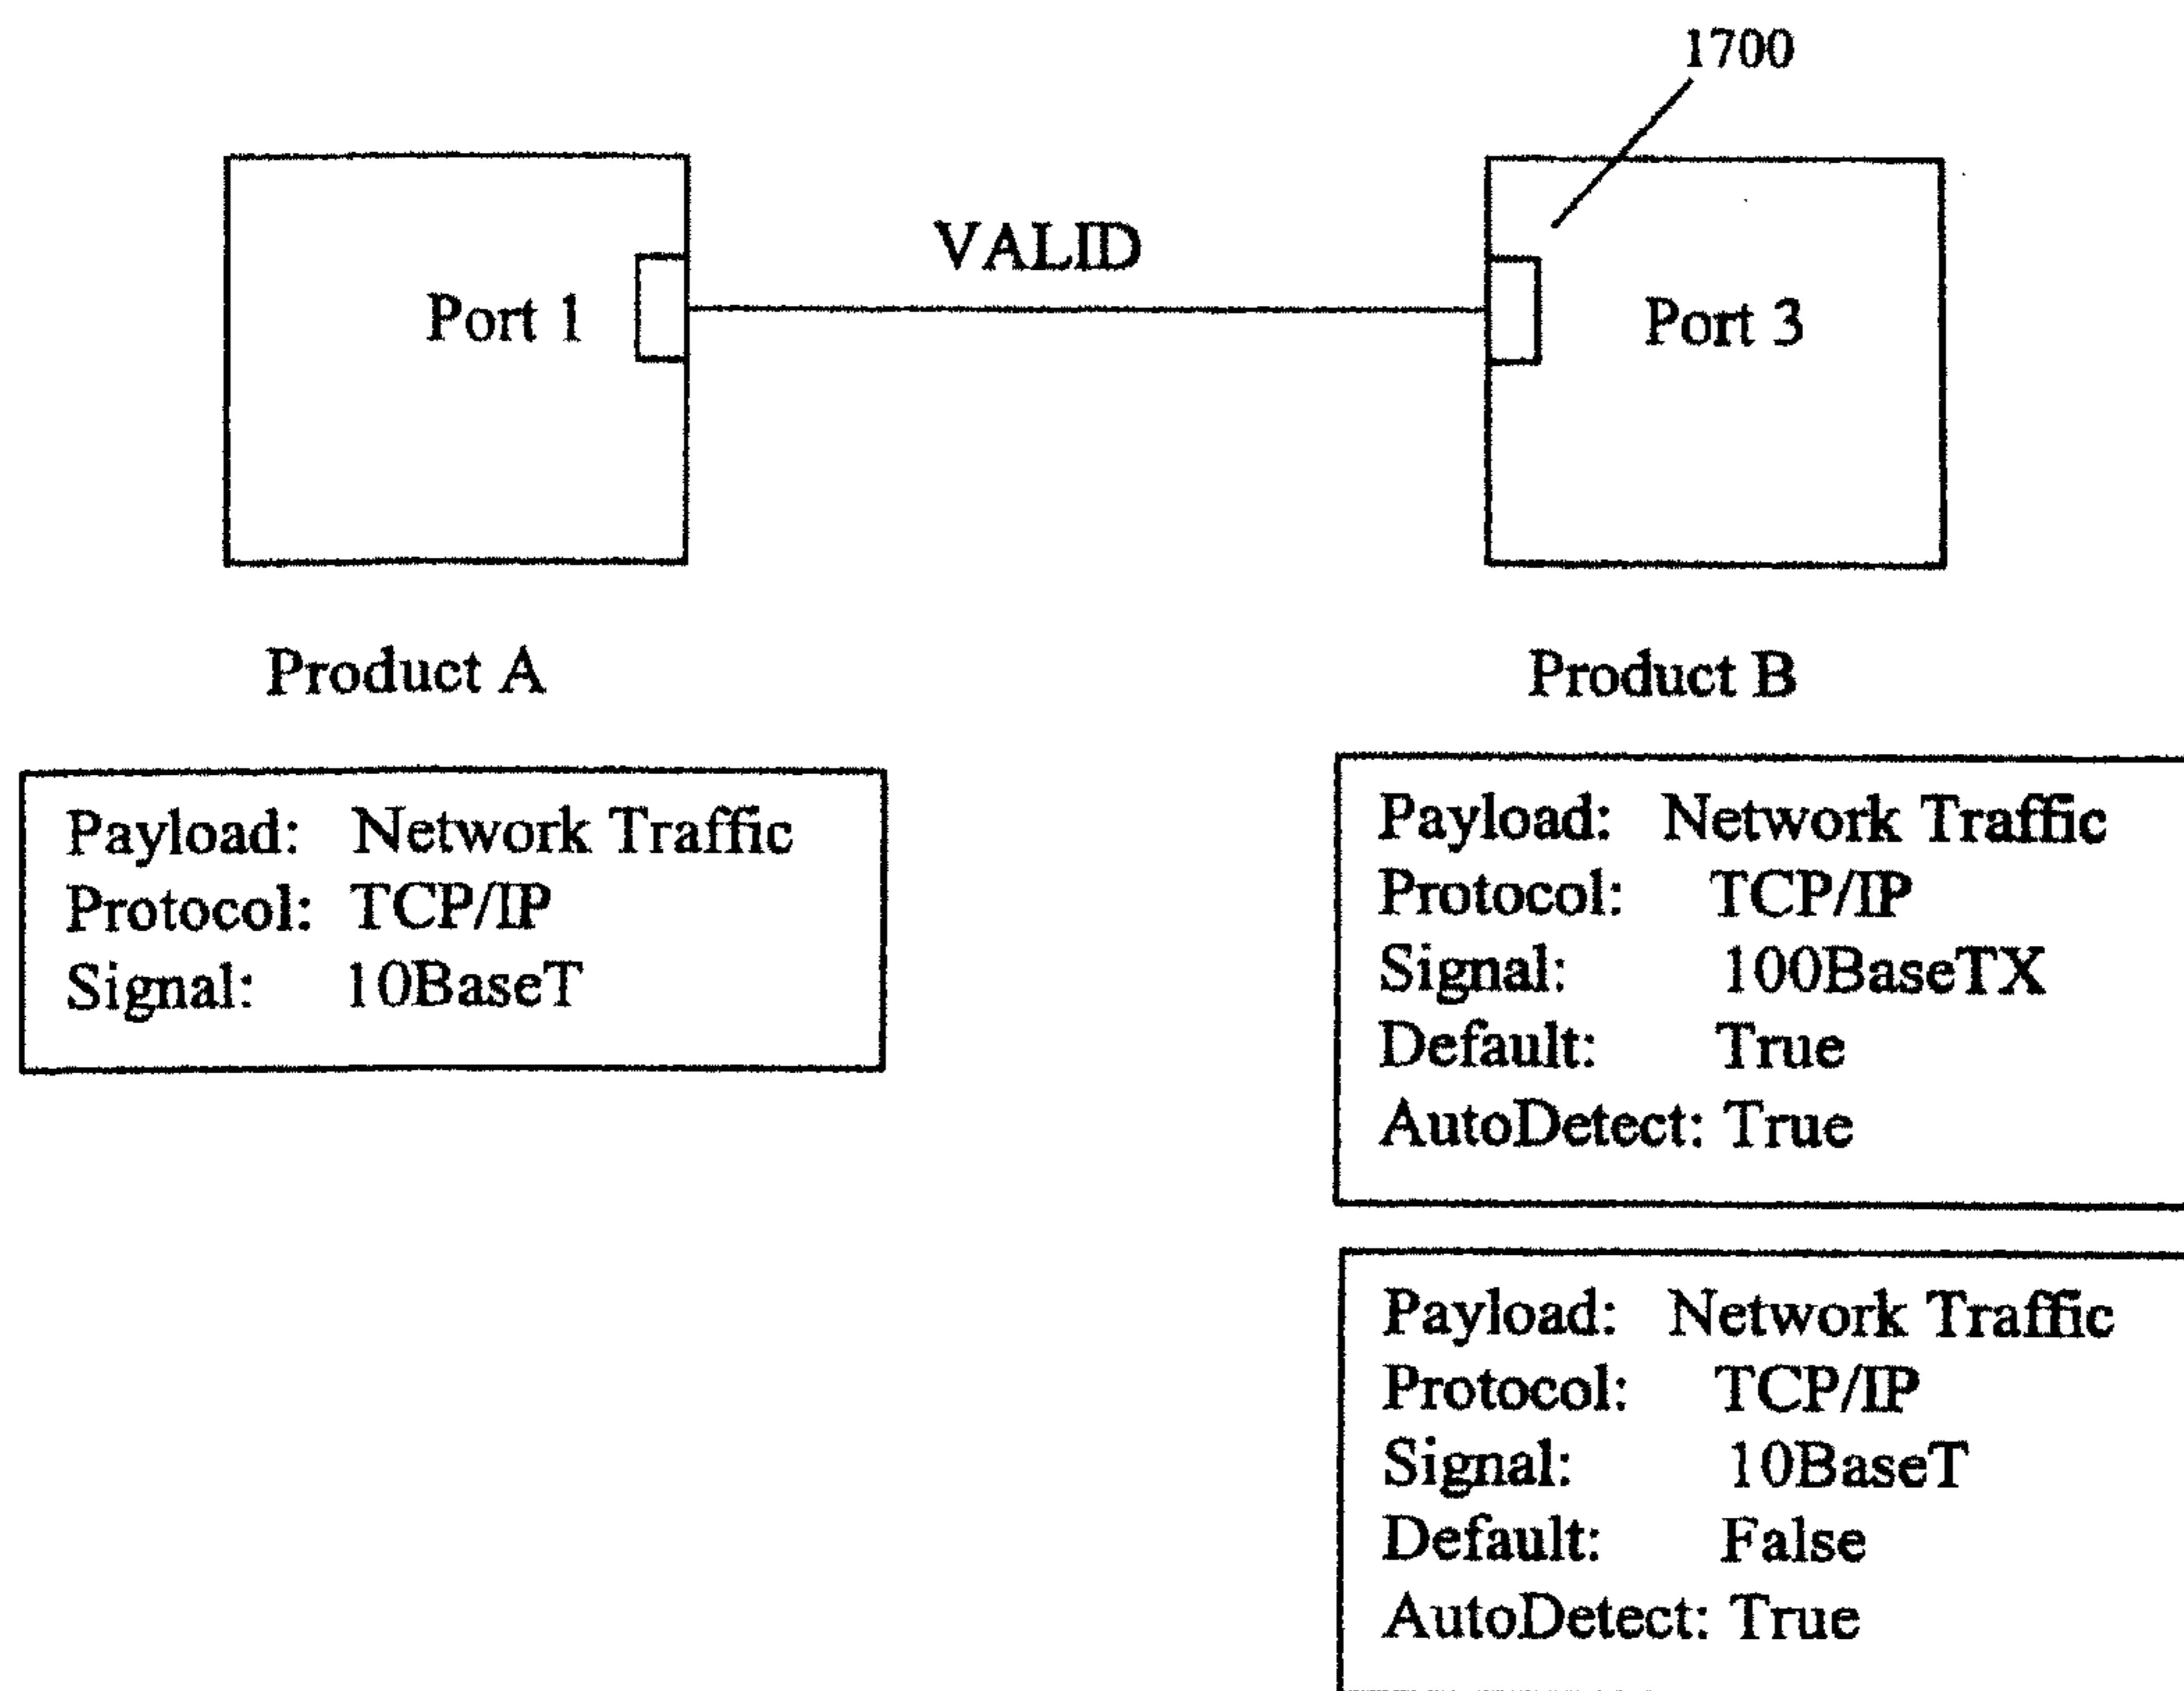 1700
VALID
Port 1
Port 3
Product A
Product B
Payload: Network Traffic
Protocol: TCP/IP
Signal: 10BaseT
Payload: Network Traffic
Protocol: TCP/IP
Signal: 100BaseTX
Default: True
AutoDetect: True
Payload: Network Traffic
Protocol: TCP/IP
Signal: 10BaseT
Default: False
AutoDetect: True